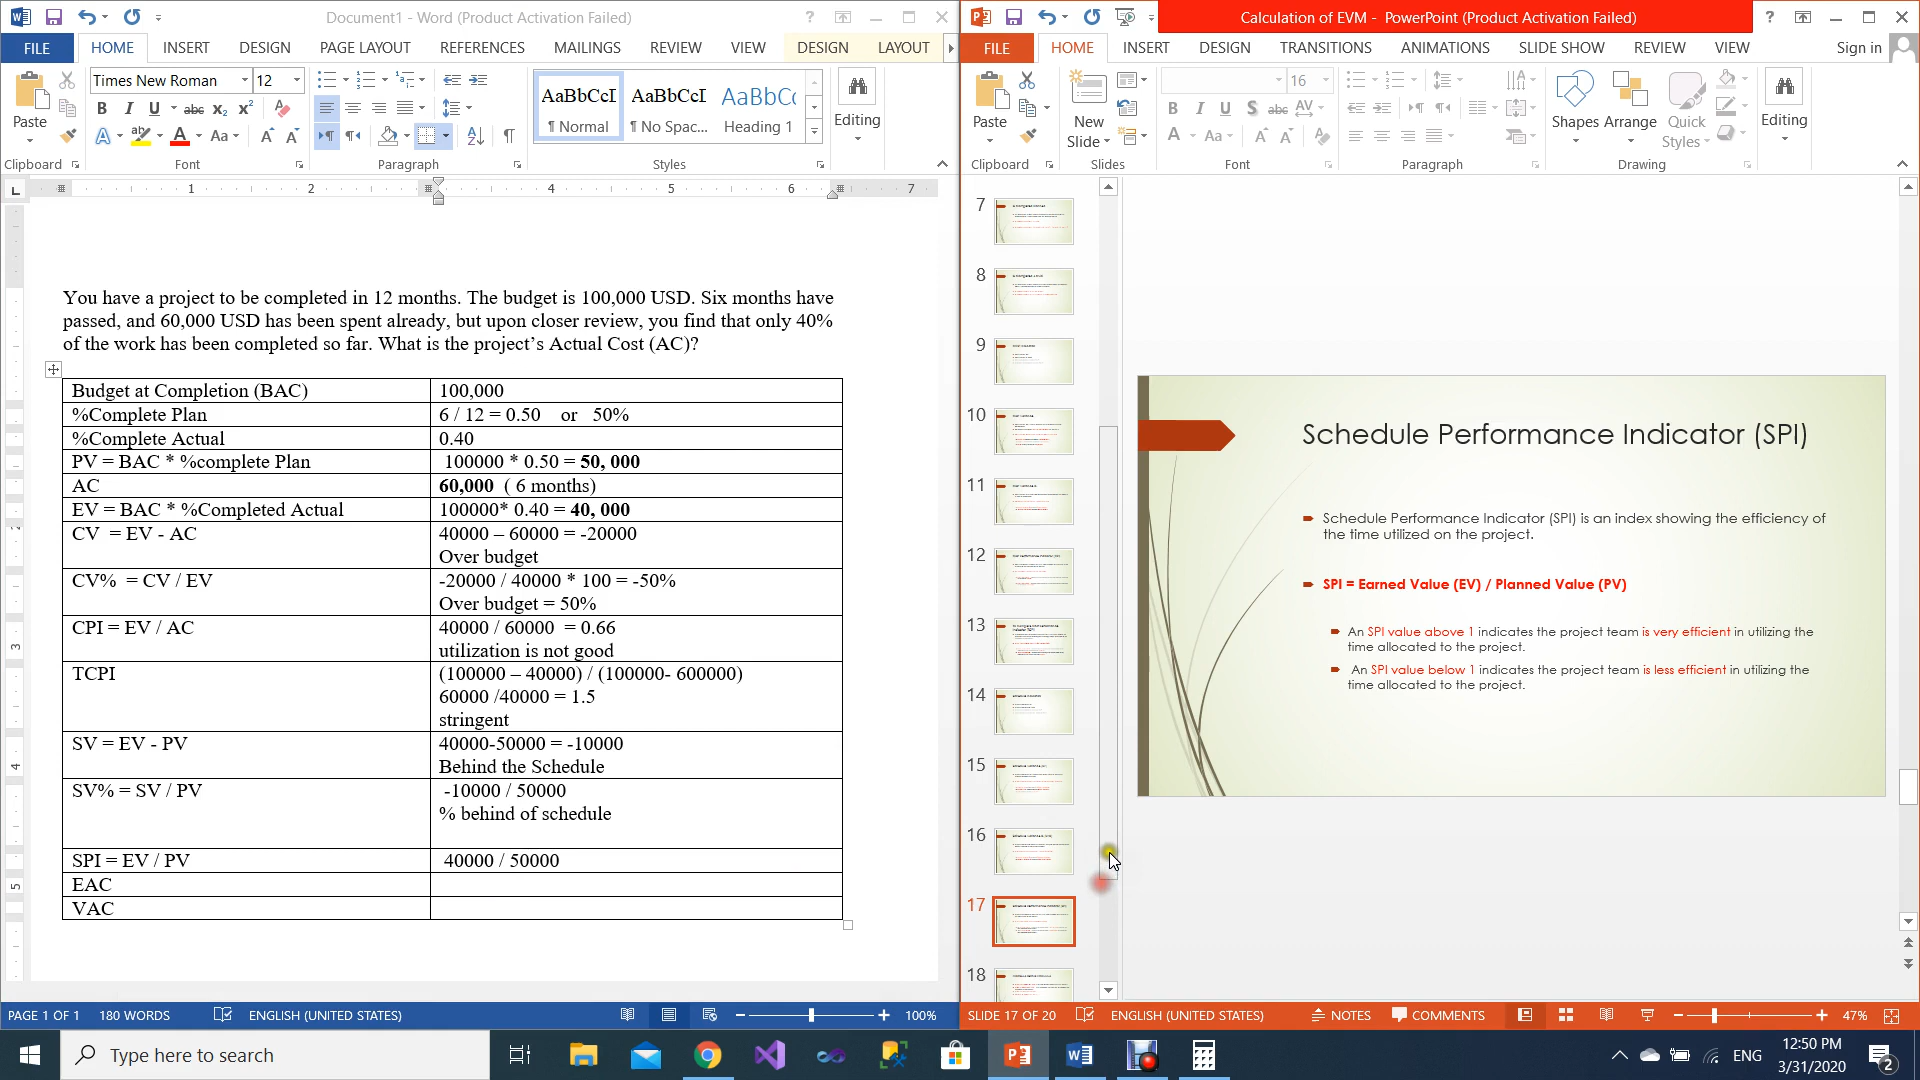 Document1 - Word (Product Activation Failed)
FILE HOME INSERT DESIGN PAGE LAYOUT REFERENCES MAILINGS REVIEW VIEW DESIGN LAYOUT
Times New Roman 12
Paste
AaBbCcI AaBbCcI AaBbC
¶ Normal ¶ No Spac... Heading 1
Editing
Clipboard Font Paragraph Styles
1 2 4 5 6 7
You have a project to be completed in 12 months. The budget is 100,000 USD. Six months have
passed, and 60,000 USD has been spent already, but upon closer review, you find that only 40%
of the work has been completed so far. What is the project's Actual Cost (AC)?
Budget at Completion (BAC) 100,000
%Complete Plan 6 / 12 = 0.50 or 50%
%Complete Actual 0.40
PV = BAC * %complete Plan 100000 * 0.50 = 50, 000
AC 60,000 ( 6 months)
EV = BAC * %Completed Actual 100000* 0.40 = 40, 000
CV = EV - AC 40000 – 60000 = -20000
Over budget
CV% = CV / EV -20000 / 40000 * 100 = -50%
Over budget = 50%
CPI = EV / AC 40000 / 60000 = 0.66
utilization is not good
TCPI (100000 – 40000) / (100000- 600000)
60000 /40000 = 1.5
stringent
SV = EV - PV 40000-50000 = -10000
Behind the Schedule
SV% = SV / PV -10000 / 50000
% behind of schedule
SPI = EV / PV 40000 / 50000
EAC
VAC
3
4
5
PAGE 1 OF 1 180 WORDS ENGLISH (UNITED STATES) 100%
Calculation of EVM - PowerPoint (Product Activation Failed)
FILE HOME INSERT DESIGN TRANSITIONS ANIMATIONS SLIDE SHOW REVIEW VIEW Sign in
16
Paste New Slide Shapes Arrange Quick Styles Editing
Clipboard Slides Font Paragraph Drawing
7
8
9
10
11
12
13
14
15
16
17
18
Schedule Performance Indicator (SPI)
Schedule Performance Indicator (SPI) is an index showing the efficiency of
the time utilized on the project.
SPI = Earned Value (EV) / Planned Value (PV)
An SPI value above 1 indicates the project team is very efficient in utilizing the
time allocated to the project.
An SPI value below 1 indicates the project team is less efficient in utilizing the
time allocated to the project.
SLIDE 17 OF 20 ENGLISH (UNITED STATES) NOTES COMMENTS 47%
Type here to search
ENG
12:50 PM
3/31/2020
2